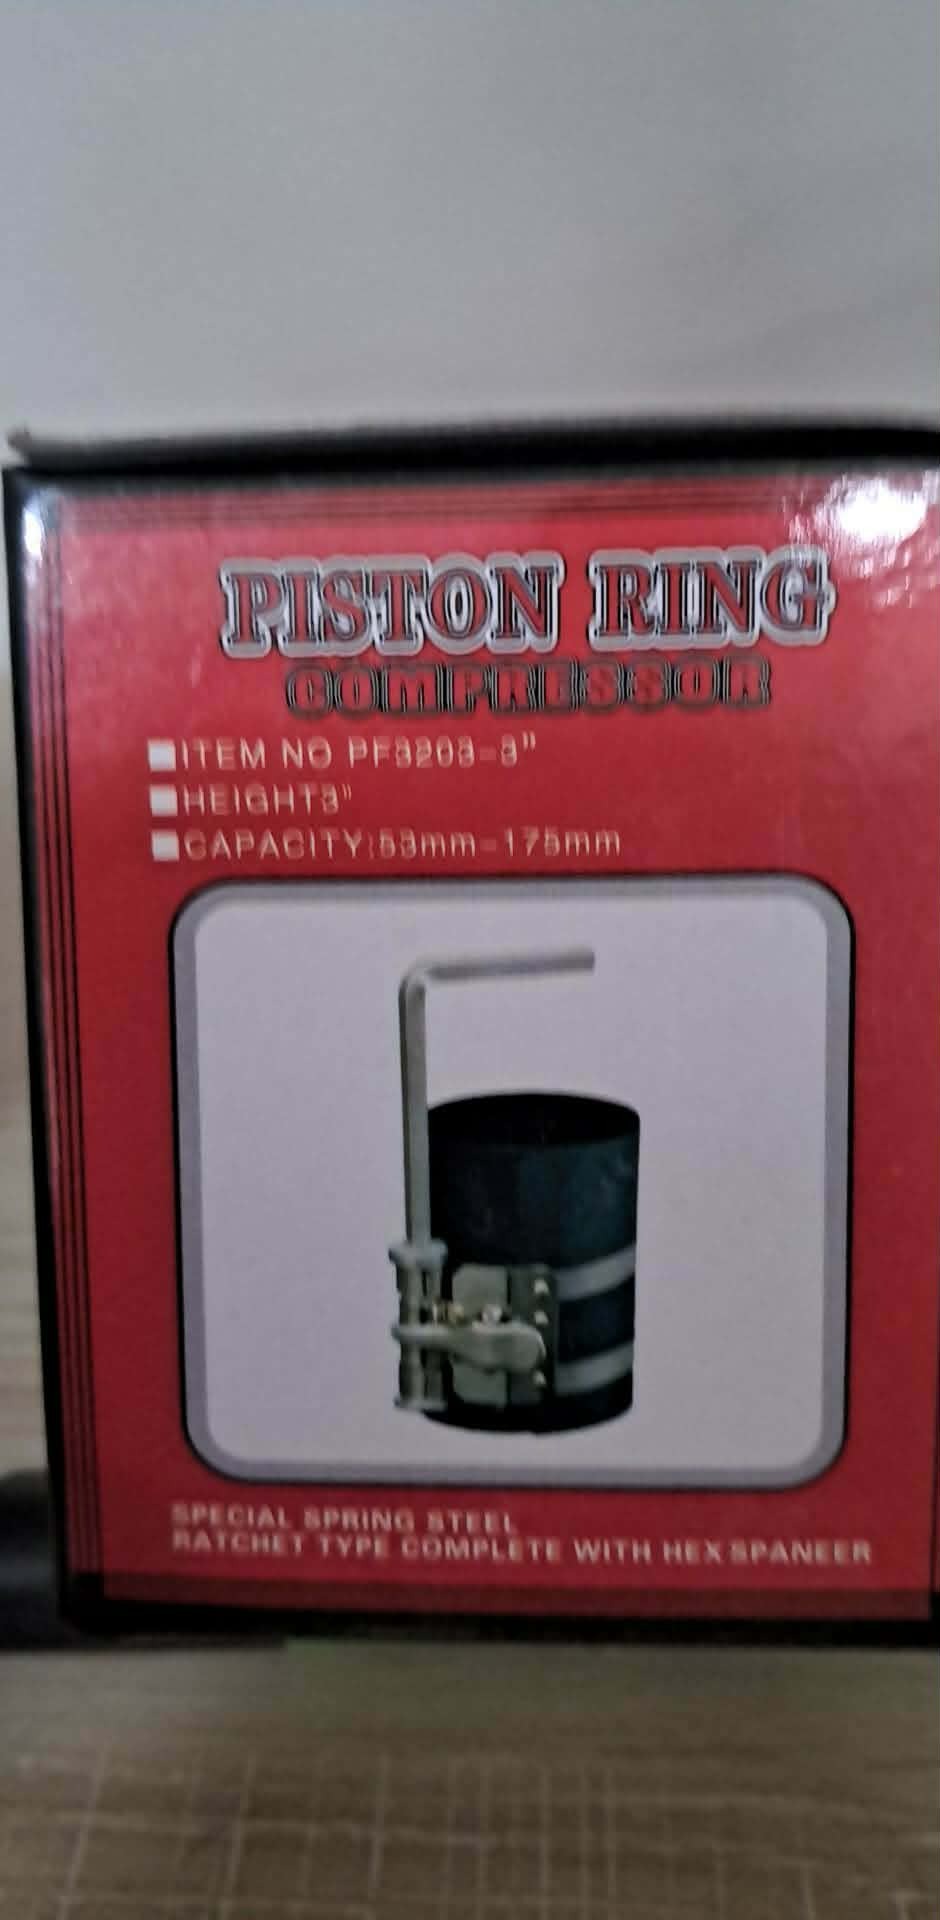 PISTON RING
COMPRESSOR
ITEM NO PF3203-3"
HEIGHT3"
CAPACITY:53mm-175mm
SPECIAL SPRING STEEL
RATCHET TYPE COMPLETE WITH HEX SPANEER